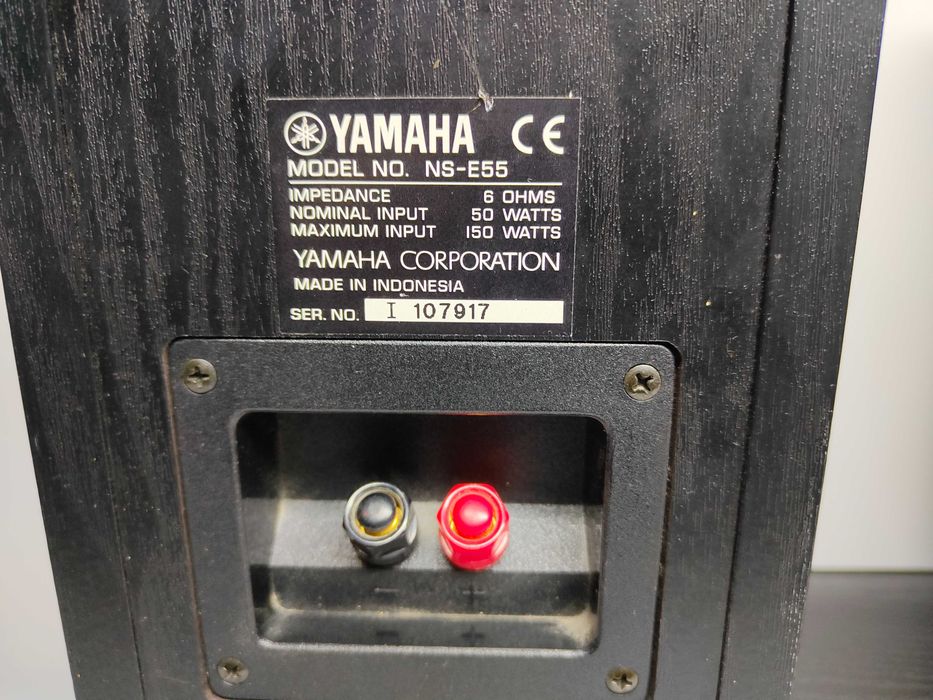 YAMAHA CE
MODEL NO. NS-E55
IMPEDANCE 6 OHMS
NOMINAL INPUT 50 WATTS
MAXIMUM INPUT 150 WATTS
YAMAHA CORPORATION
MADE IN INDONESIA
SER. NO. I 107917
− +
− +